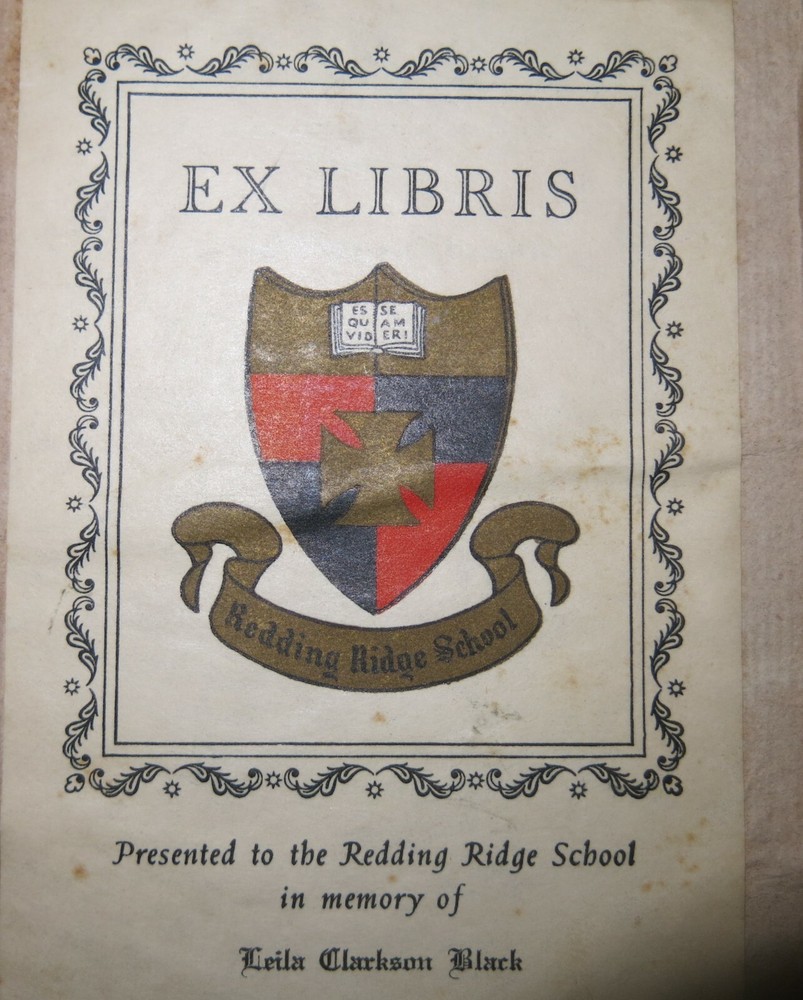 EX LIBRIS
ES SE
QU AM
VID ERI
Redding Ridge School
Presented to the Redding Ridge School
in memory of
Leila Clarkson Black